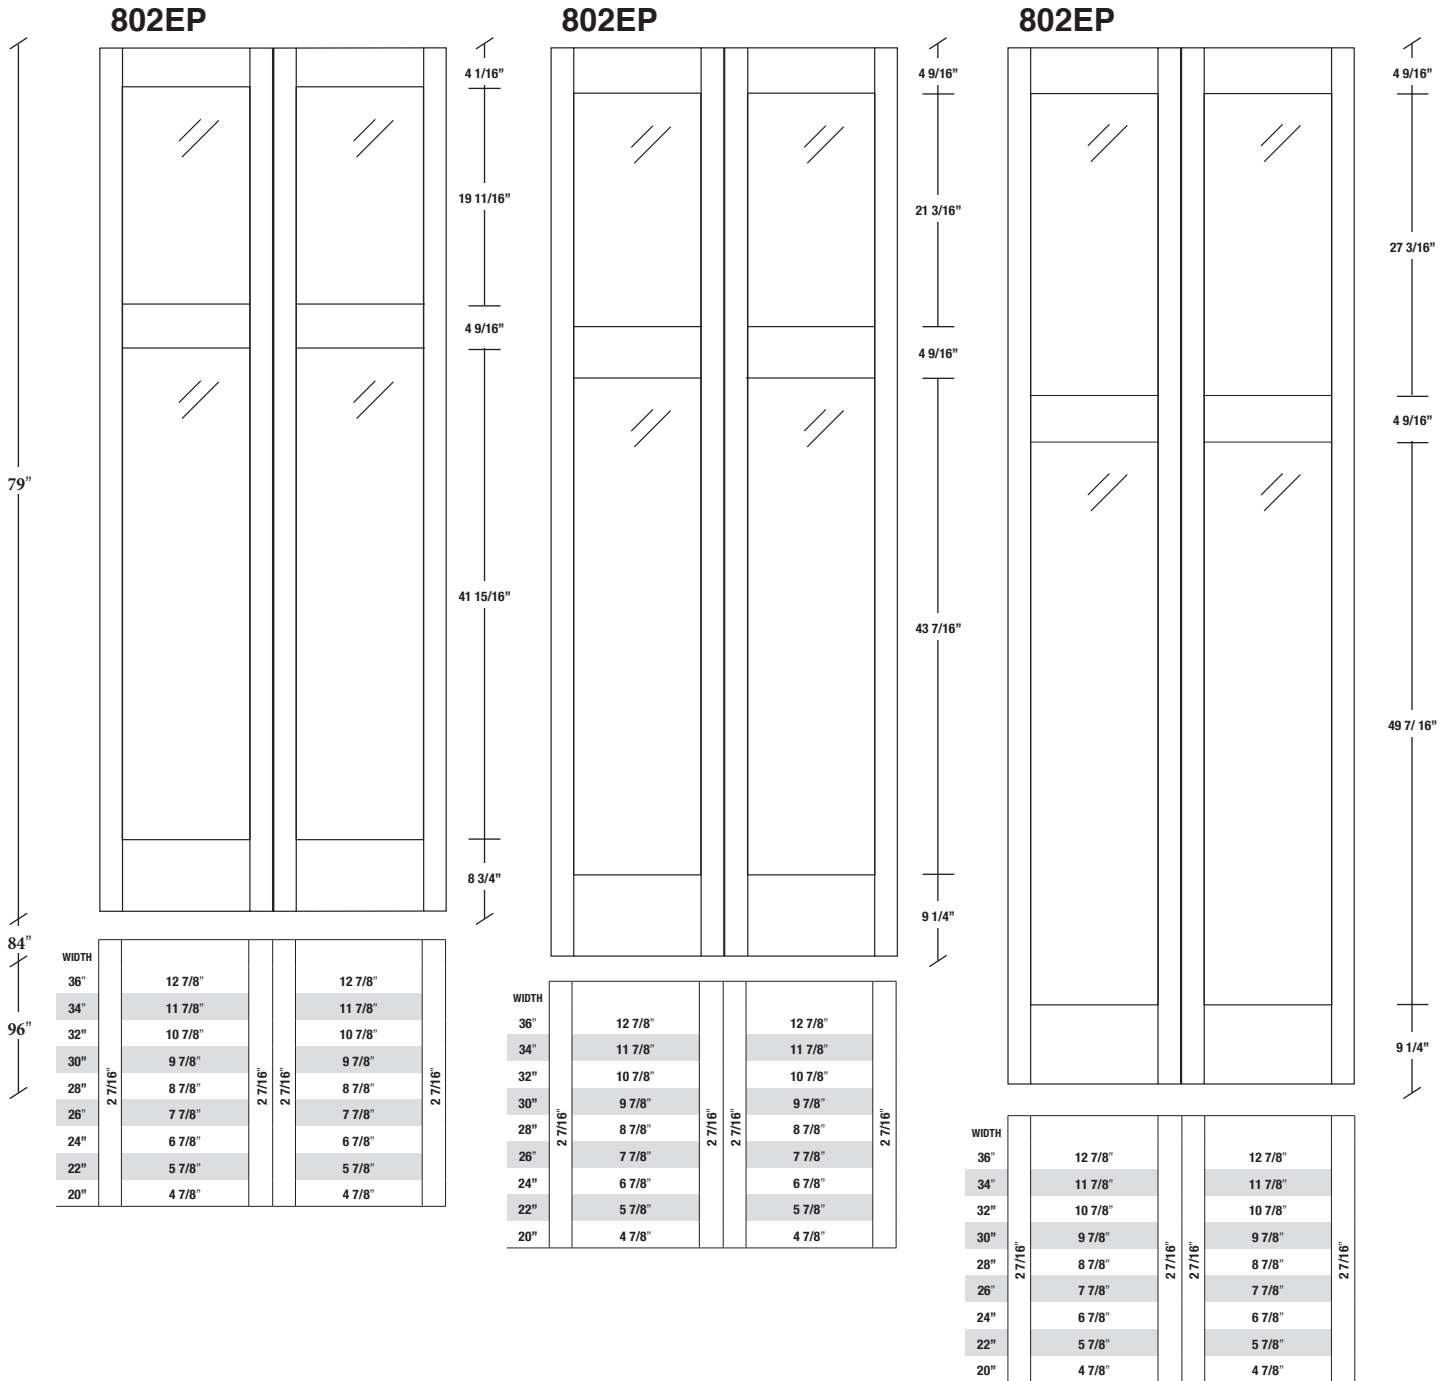 802EP
802EP
802EP
79”
84”
96”
4 1/16”
19 11/16”
4 9/16”
41 15/16”
8 3/4”
4 9/16”
21 3/16”
4 9/16”
43 7/16”
9 1/4”
4 9/16”
27 3/16”
4 9/16”
49 7/ 16”
9 1/4”
WIDTH
36” 12 7/8” 12 7/8”
34” 11 7/8” 11 7/8”
32” 10 7/8” 10 7/8”
30” 9 7/8” 9 7/8”
28” 8 7/8” 8 7/8”
26” 7 7/8” 7 7/8”
24” 6 7/8” 6 7/8”
22” 5 7/8” 5 7/8”
20” 4 7/8” 4 7/8”
2 7/16”
2 7/16”
2 7/16”
2 7/16”
WIDTH
36” 12 7/8” 12 7/8”
34” 11 7/8” 11 7/8”
32” 10 7/8” 10 7/8”
30” 9 7/8” 9 7/8”
28” 8 7/8” 8 7/8”
26” 7 7/8” 7 7/8”
24” 6 7/8” 6 7/8”
22” 5 7/8” 5 7/8”
20” 4 7/8” 4 7/8”
2 7/16”
2 7/16”
2 7/16”
2 7/16”
WIDTH
36” 12 7/8” 12 7/8”
34” 11 7/8” 11 7/8”
32” 10 7/8” 10 7/8”
30” 9 7/8” 9 7/8”
28” 8 7/8” 8 7/8”
26” 7 7/8” 7 7/8”
24” 6 7/8” 6 7/8”
22” 5 7/8” 5 7/8”
20” 4 7/8” 4 7/8”
2 7/16”
2 7/16”
2 7/16”
2 7/16”